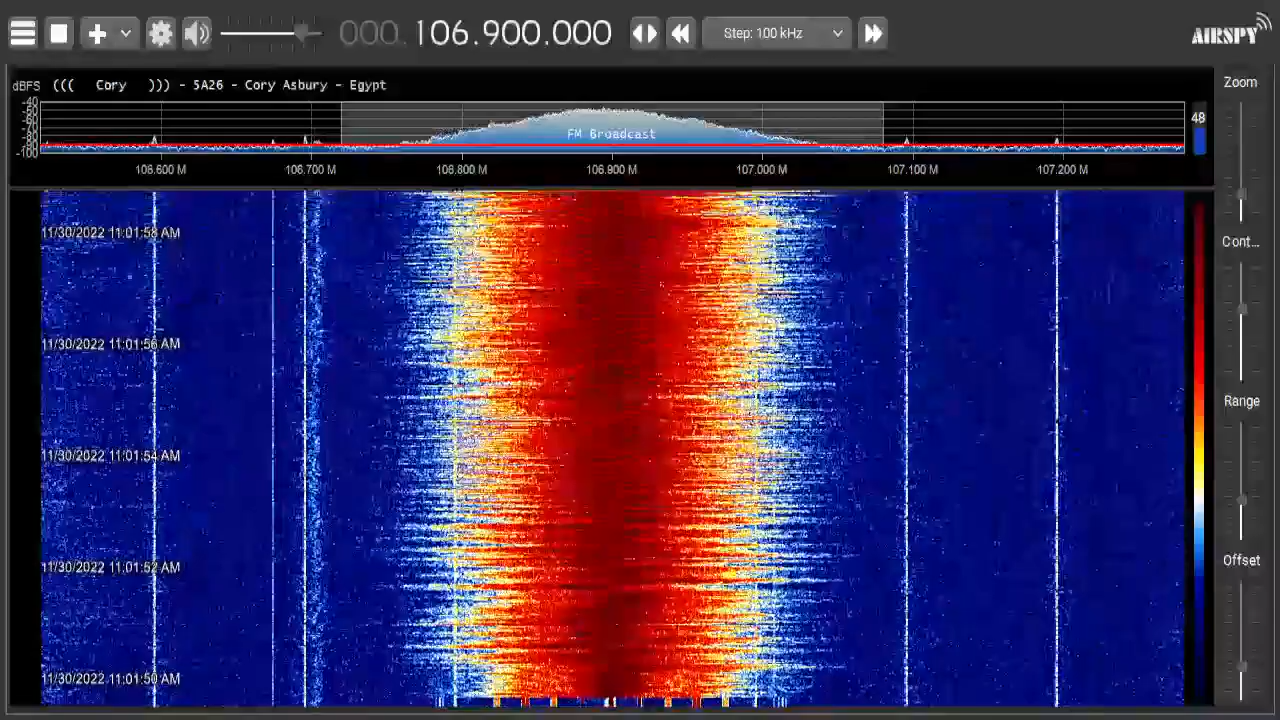 000.106.900.000
Step: 100 kHz
AIRSPY
dBFS ((( Cory ))) - 5A26 - Cory Asbury - Egypt
Zoom
-40
-100
FM Broadcast
48
106.600 M 106.700 M 106.800 M 106.900 M 107.000 M 107.100 M 107.200 M
11/30/2022 11:01:58 AM
Cont...
11/30/2022 11:01:56 AM
Range
11/30/2022 11:01:54 AM
Offset
11/30/2022 11:01:52 AM
11/30/2022 11:01:50 AM